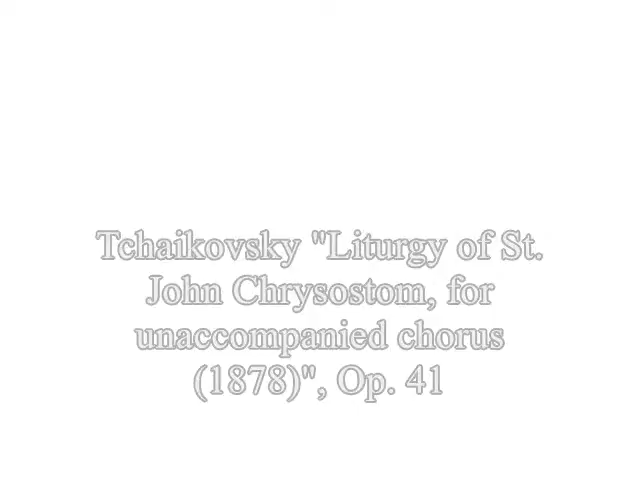 Tchaikovsky "Liturgy of St.
John Chrysostom, for
unaccompanied chorus
(1878)", Op. 41